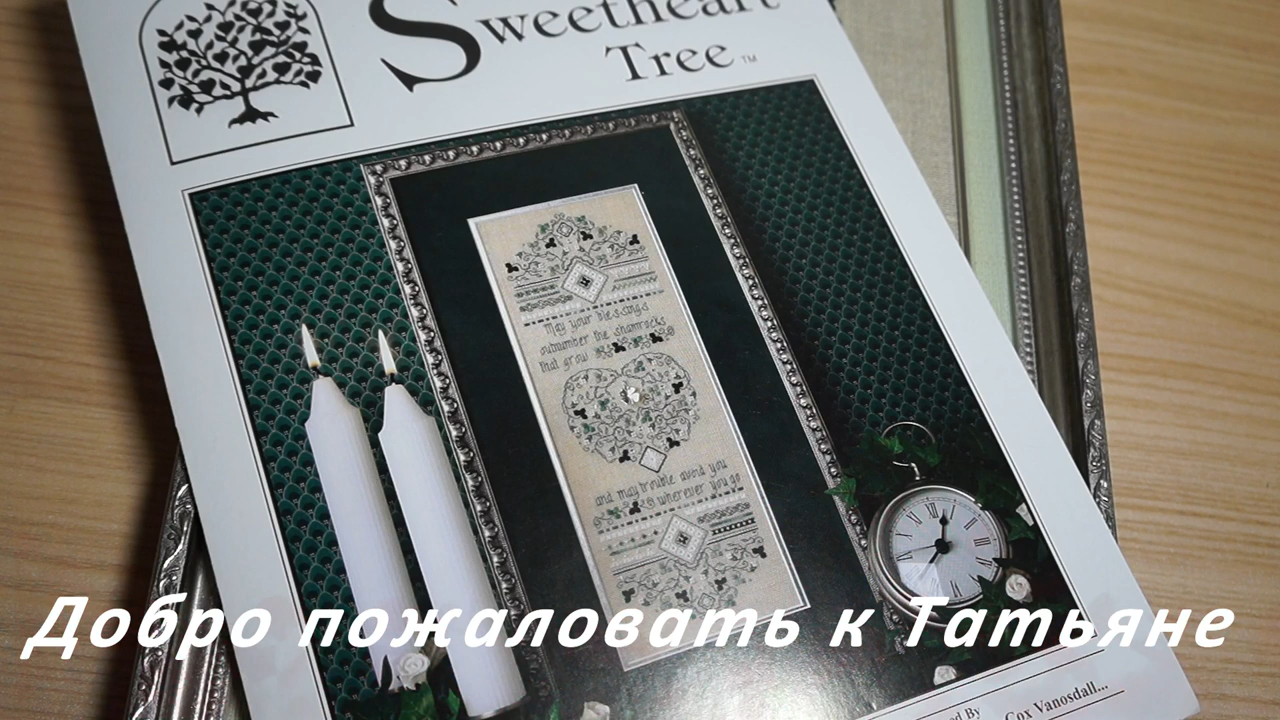 Sweetheart
Tree ™
May your blessings
outnumber the shamrocks
that grow
and may trouble avoid you
wherever you go
Cox Vanosdall...
Добро пожаловать к Татьяне